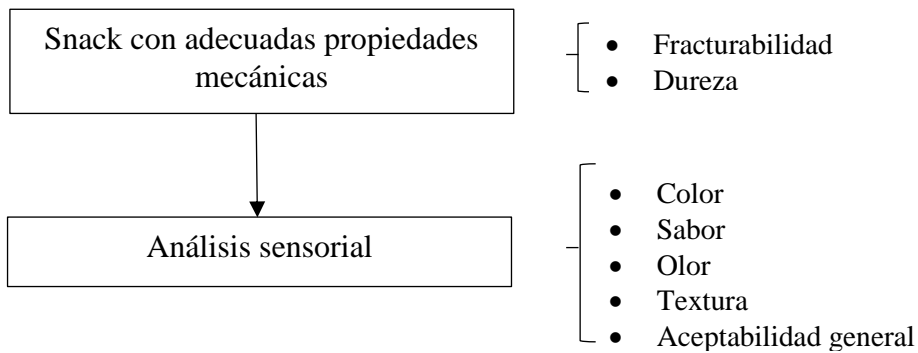 Snack con adecuadas propiedades
mecánicas
• Fracturabilidad
• Dureza
Análisis sensorial
• Color
• Sabor
• Olor
• Textura
• Aceptabilidad general